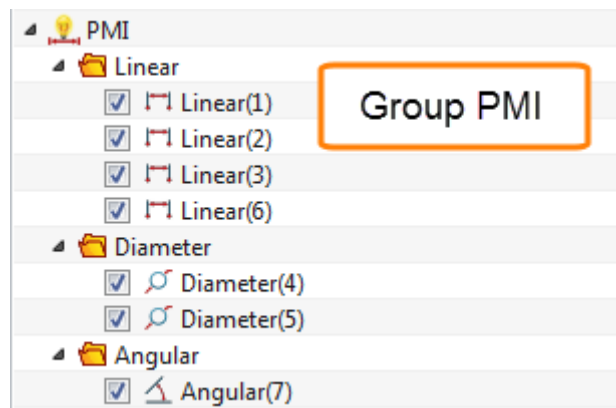 PMI
Linear
Linear(1)
Group PMI
Linear(2)
Linear(3)
Linear(6)
Diameter
Diameter(4)
Diameter(5)
Angular
Angular(7)